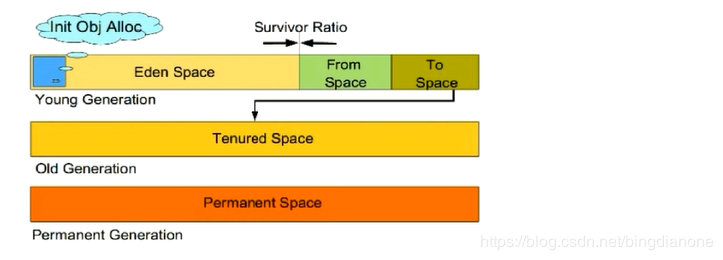 Init Obj Alloc
Survivor Ratio
Eden Space
From
Space
To
Space
Young Generation
Tenured Space
Old Generation
Permanent Space
Permanent Generation
https://blog.csdn.net/bingdianone